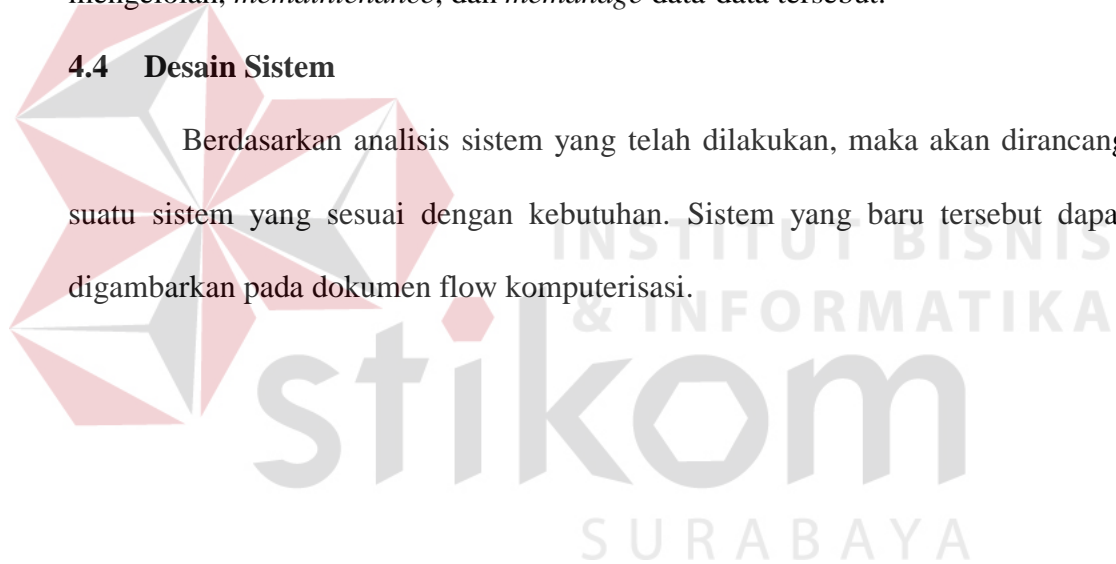 mengelolah, memaintenance, dan memanage data-data tersebut.
4.4 Desain Sistem
Berdasarkan analisis sistem yang telah dilakukan, maka akan dirancang
suatu sistem yang sesuai dengan kebutuhan. Sistem yang baru tersebut dapa
digambarkan pada dokumen flow komputerisasi.
INSTITUT BISNIS
& INFORMATIKA
stikom
SURABAYA